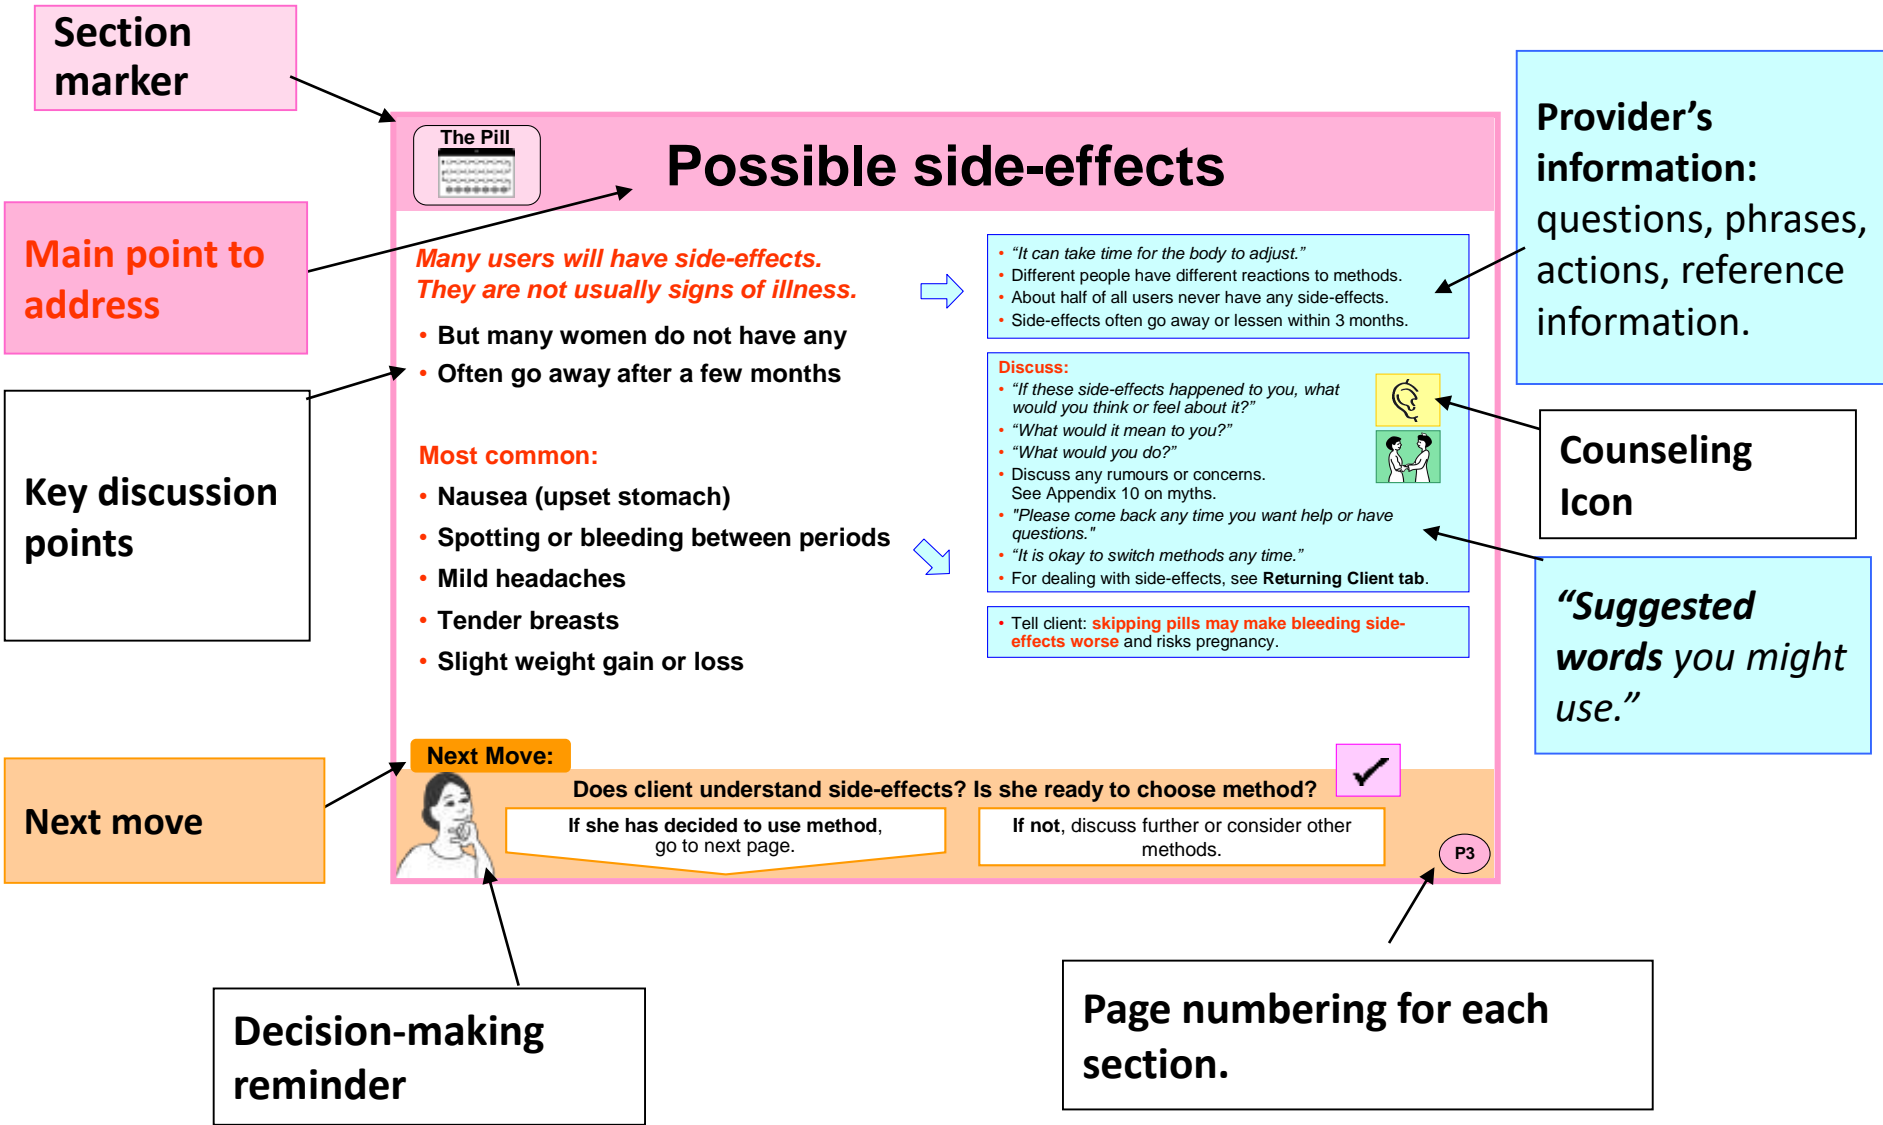 Section
marker
Main point to
address
Key discussion
points
Next move
The Pill
Possible side-effects
Many users will have side-effects.
They are not usually signs of illness.
• But many women do not have any
• Often go away after a few months
Most common:
• Nausea (upset stomach)
• Spotting or bleeding between periods
• Mild headaches
• Tender breasts
• Slight weight gain or loss
• “It can take time for the body to adjust.”
• Different people have different reactions to methods.
• About half of all users never have any side-effects.
• Side-effects often go away or lessen within 3 months.
Discuss:
• “If these side-effects happened to you, what
would you think or feel about it?”
• “What would it mean to you?”
• “What would you do?”
• Discuss any rumours or concerns.
See Appendix 10 on myths.
• "Please come back any time you want help or have
questions."
• “It is okay to switch methods any time.”
• For dealing with side-effects, see Returning Client tab.
• Tell client: skipping pills may make bleeding side-
effects worse and risks pregnancy.
Next Move:
Does client understand side-effects? Is she ready to choose method?
If she has decided to use method,
go to next page.
If not, discuss further or consider other
methods.
P3
Provider’s
information:
questions, phrases,
actions, reference
information.
Counseling
Icon
“Suggested
words you might
use.”
Decision-making
reminder
Page numbering for each
section.